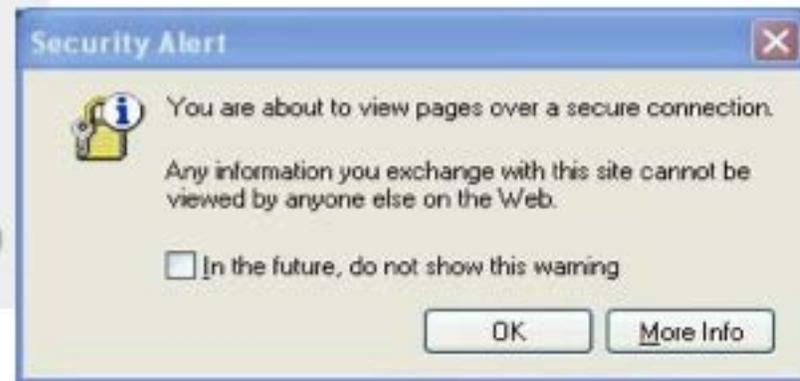 Security Alert
You are about to view pages over a secure connection.
Any information you exchange with this site cannot be
viewed by anyone else on the Web.
In the future, do not show this warning
OK
More Info